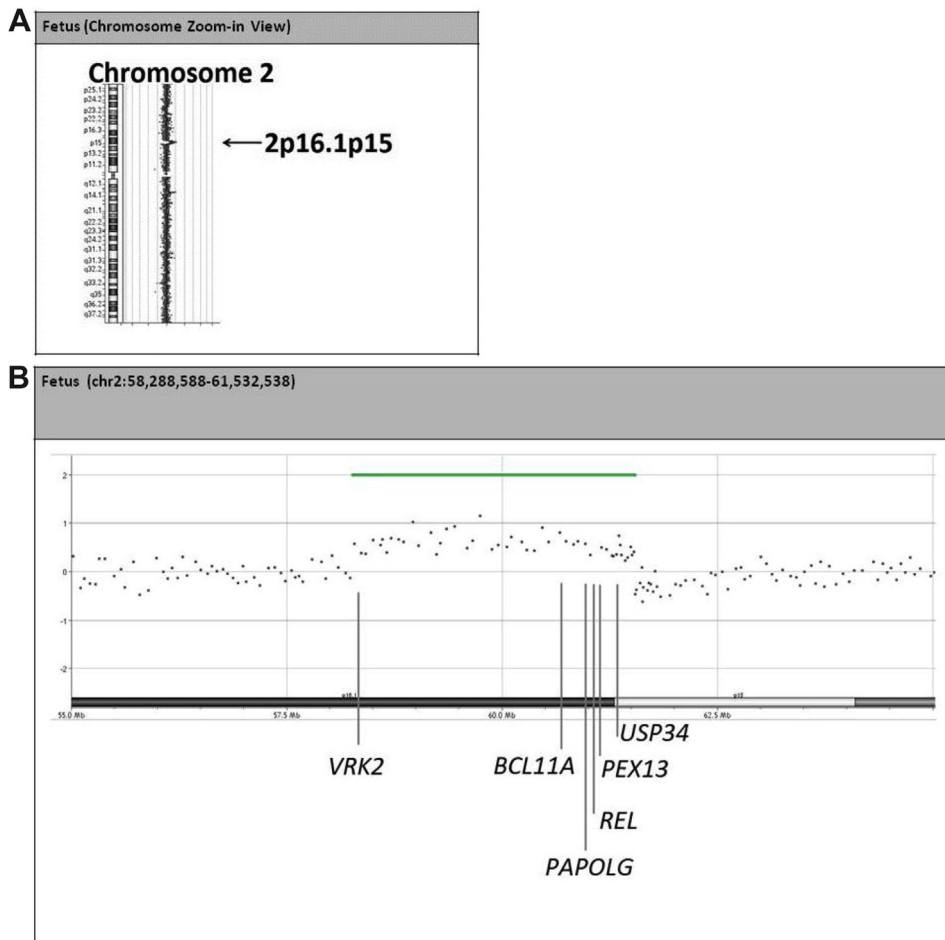 A
Fetus (Chromosome Zoom-in View)
Chromosome 2
p25.1
p24.2
p23.2
p22.2
p16.3
p15
p13.2
p11.2
q12.1
q14.1
q21.1
q22.2
q23.3
q24.2
q31.1
q31.3
q32.2
q33.2
q35
q36.2
q37.2
2p16.1p15
B
Fetus (chr2:58,288,588-61,532,538)
2
1
0
-1
-2
p16.1
p15
55.0 Mb 57.5 Mb 60.0 Mb 62.5 Mb
USP34
VRK2 BCL11A PEX13
REL
PAPOLG